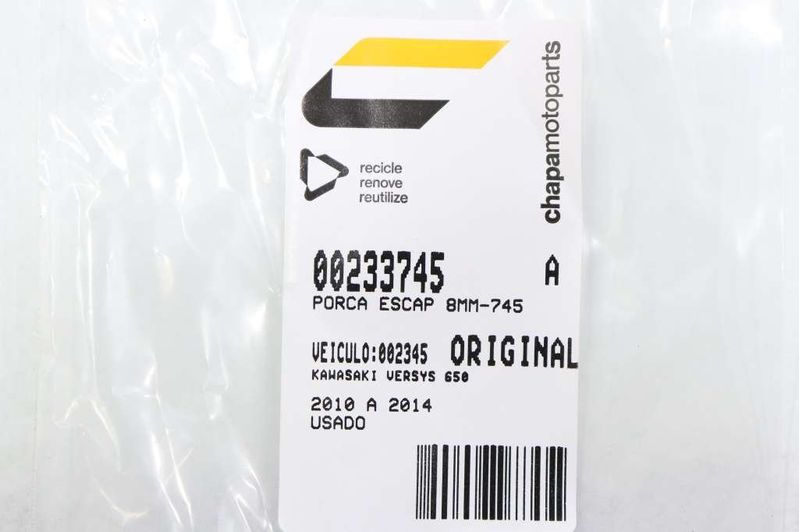 chapamotoparts
recicle
renove
reutilize
00233745 A
PORCA ESCAP 8MM-745
VEICULO:002345 ORIGINAL
KAWASAKI VERSYS 650
2010 A 2014
USADO